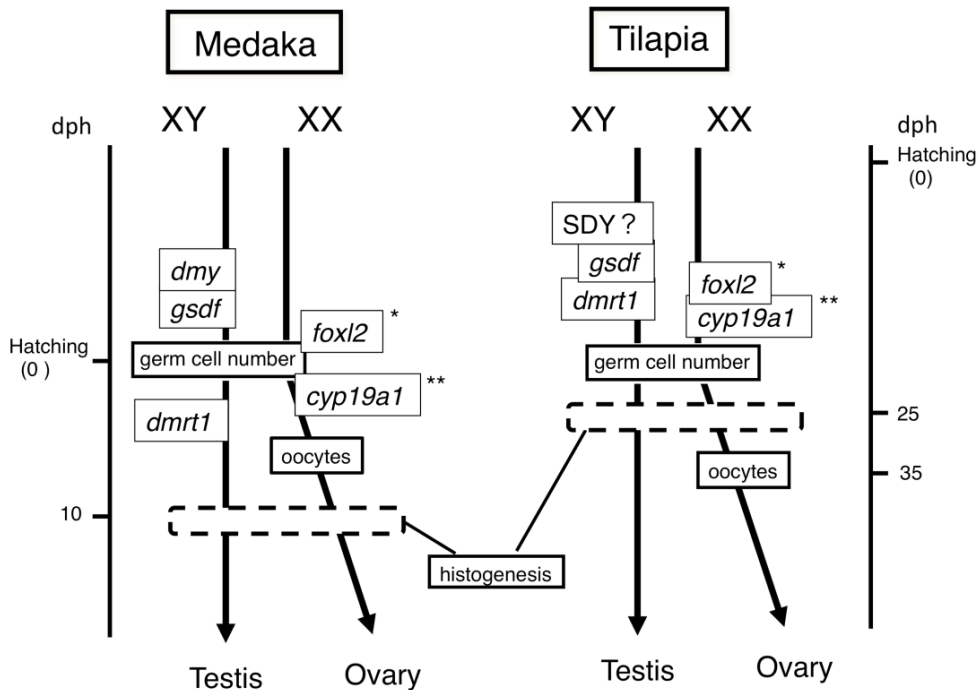 Medaka
Tilapia
dph
XY
XX
XY
XX
dph
Hatching
(0)
SDY ?
dmy
gsdf
foxl2 *
gsdf
foxl2 *
dmrt1
cyp19a1 **
Hatching
(0 )
germ cell number
germ cell number
cyp19a1 **
dmrt1
25
oocytes
oocytes
35
10
histogenesis
Testis
Ovary
Testis
Ovary